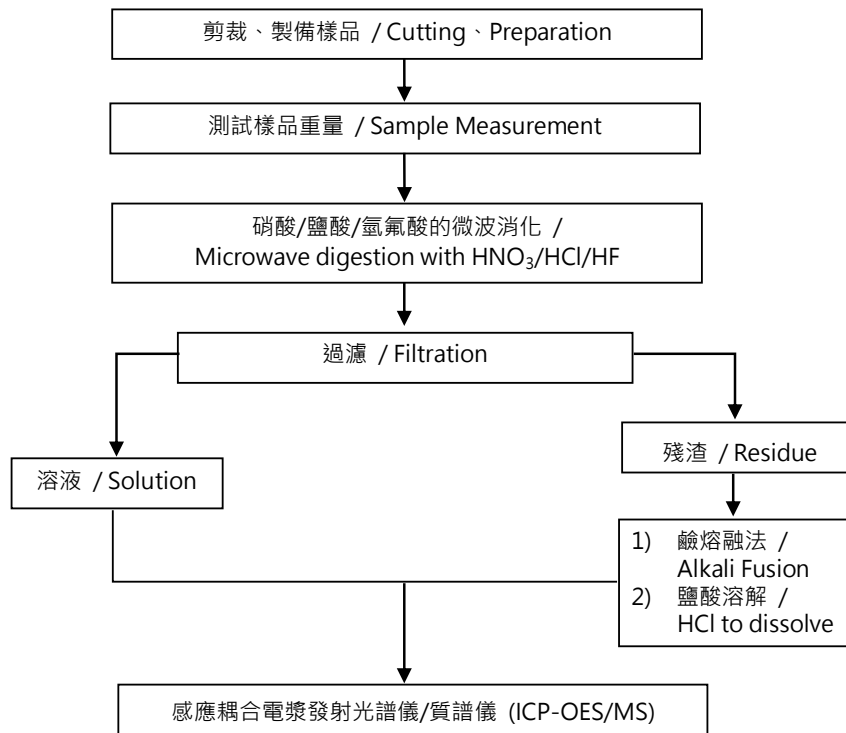 剪裁、製備樣品 / Cutting、Preparation
測試樣品重量 / Sample Measurement
硝酸/鹽酸/氫氟酸的微波消化 /
Microwave digestion with HNO₃/HCl/HF
過濾 / Filtration
溶液 / Solution
殘渣 / Residue
1) 鹼熔融法 /
Alkali Fusion
2) 鹽酸溶解 /
HCl to dissolve
感應耦合電漿發射光譜儀/質譜儀 (ICP-OES/MS)